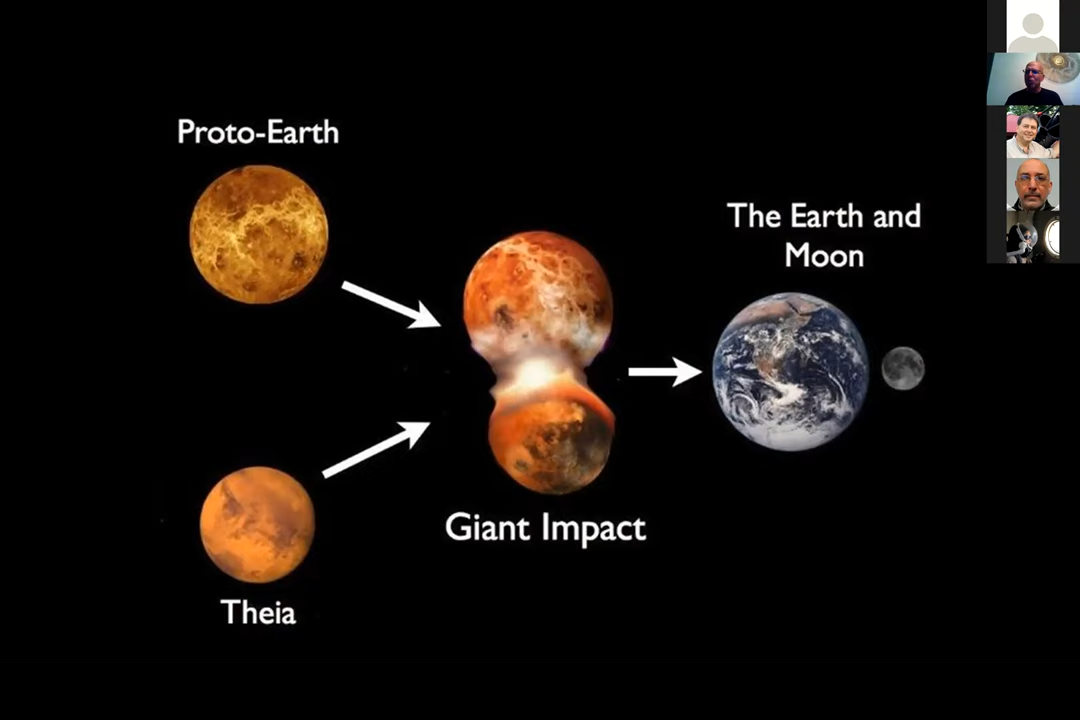 Proto-Earth
Theia
Giant Impact
The Earth and
Moon